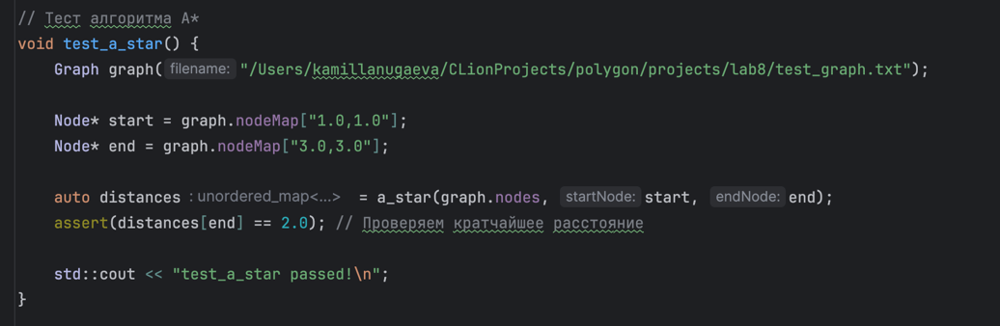 // Тест алгоритма A*
void test_a_star() {
Graph graph( filename: "/Users/kamillanugaeva/CLionProjects/polygon/projects/lab8/test_graph.txt");
Node* start = graph.nodeMap["1.0,1.0"];
Node* end = graph.nodeMap["3.0,3.0"];
auto distances : unordered_map<...> = a_star(graph.nodes, startNode: start, endNode: end);
assert(distances[end] == 2.0); // Проверяем кратчайшее расстояние
std::cout << "test_a_star passed!\n";
}